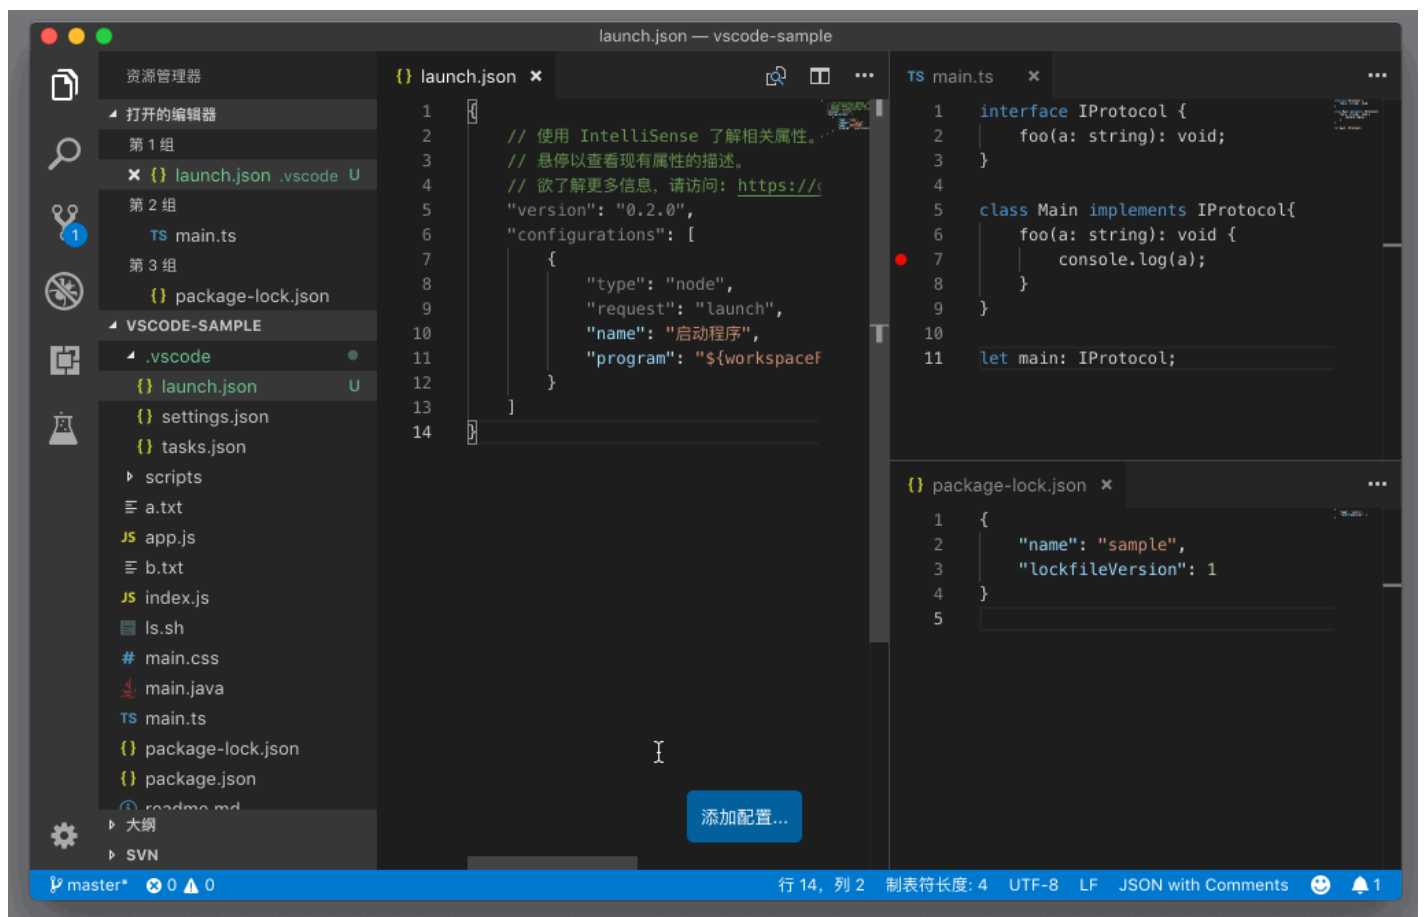 launch.json — vscode-sample
资源管理器
打开的编辑器
第 1 组
{} launch.json .vscode U
第 2 组
TS main.ts
第 3 组
{} package-lock.json
VSCODE-SAMPLE
.vscode
{} launch.json U
{} settings.json
{} tasks.json
scripts
a.txt
JS app.js
b.txt
JS index.js
ls.sh
# main.css
main.java
TS main.ts
{} package-lock.json
{} package.json
readme.md
大纲
SVN
1
{} launch.json
1 {
2 // 使用 IntelliSense 了解相关属性。
3 // 悬停以查看现有属性的描述。
4 // 欲了解更多信息，请访问: https://g
5 "version": "0.2.0",
6 "configurations": [
7 {
8 "type": "node",
9 "request": "launch",
10 "name": "启动程序",
11 "program": "${workspaceF
12 }
13 ]
14 }
添加配置...
TS main.ts
1 interface IProtocol {
2 foo(a: string): void;
3 }
4
5 class Main implements IProtocol{
6 foo(a: string): void {
7 console.log(a);
8 }
9 }
10
11 let main: IProtocol;
{} package-lock.json
1 {
2 "name": "sample",
3 "lockfileVersion": 1
4 }
5
master* 0 0 行 14，列 2 制表符长度: 4 UTF-8 LF JSON with Comments 1